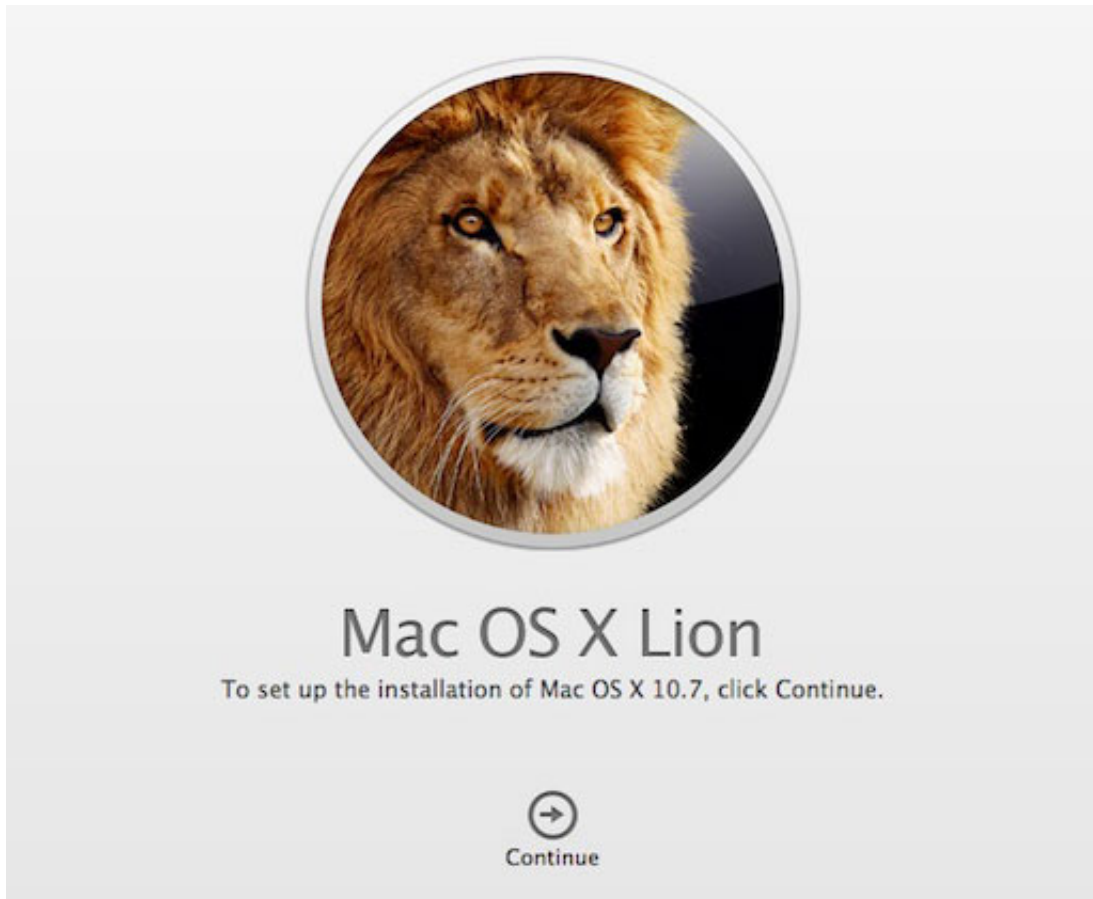 Mac OS X Lion
To set up the installation of Mac OS X 10.7, click Continue.
Continue